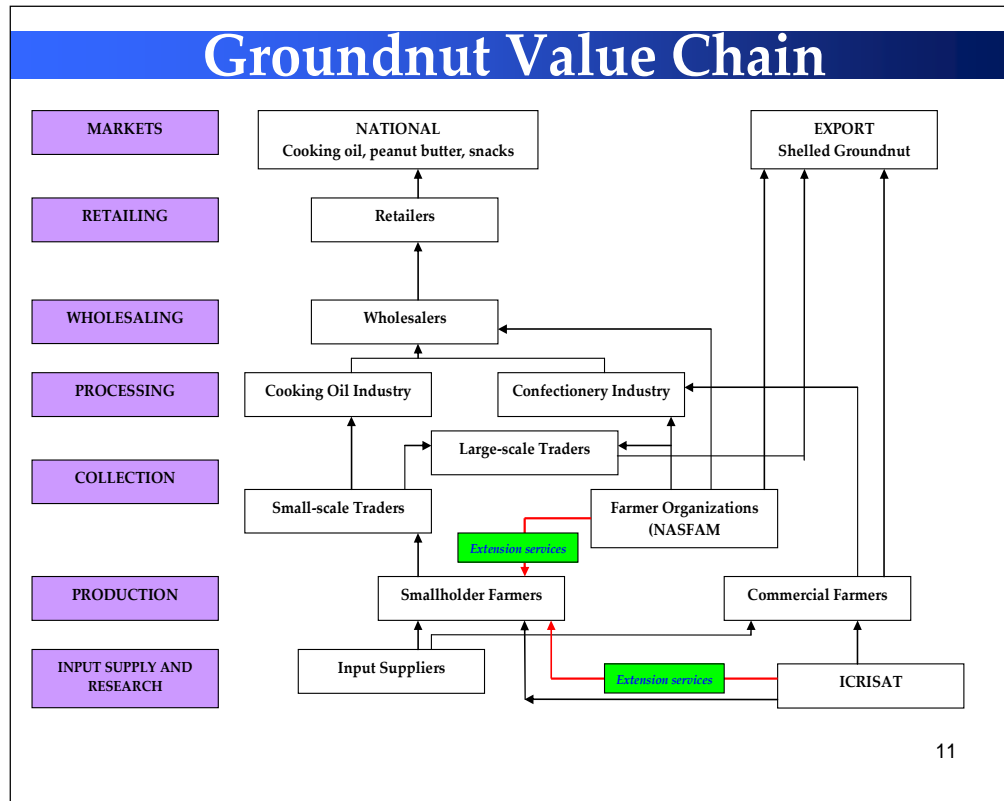 Groundnut Value Chain
MARKETS
NATIONAL
Cooking oil, peanut butter, snacks
EXPORT
Shelled Groundnut
RETAILING
Retailers
WHOLESALING
Wholesalers
PROCESSING
Cooking Oil Industry
Confectionery Industry
Large-scale Traders
COLLECTION
Small-scale Traders
Farmer Organizations
(NASFAM
Extension services
PRODUCTION
Smallholder Farmers
Commercial Farmers
INPUT SUPPLY AND
RESEARCH
Input Suppliers
Extension services
ICRISAT
11